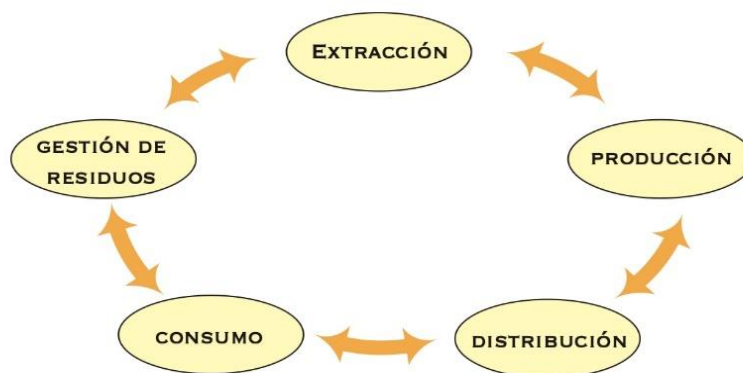 EXTRACCIÓN
PRODUCCIÓN
DISTRIBUCIÓN
CONSUMO
GESTIÓN DE
RESIDUOS